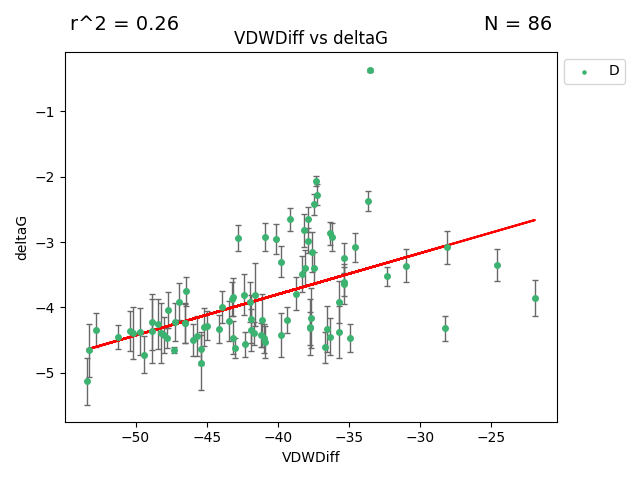 r^2 = 0.26
N = 86
VDWDiff vs deltaG
D
−1
−2
−3
−4
−5
deltaG
−50
−45
−40
−35
−30
−25
VDWDiff